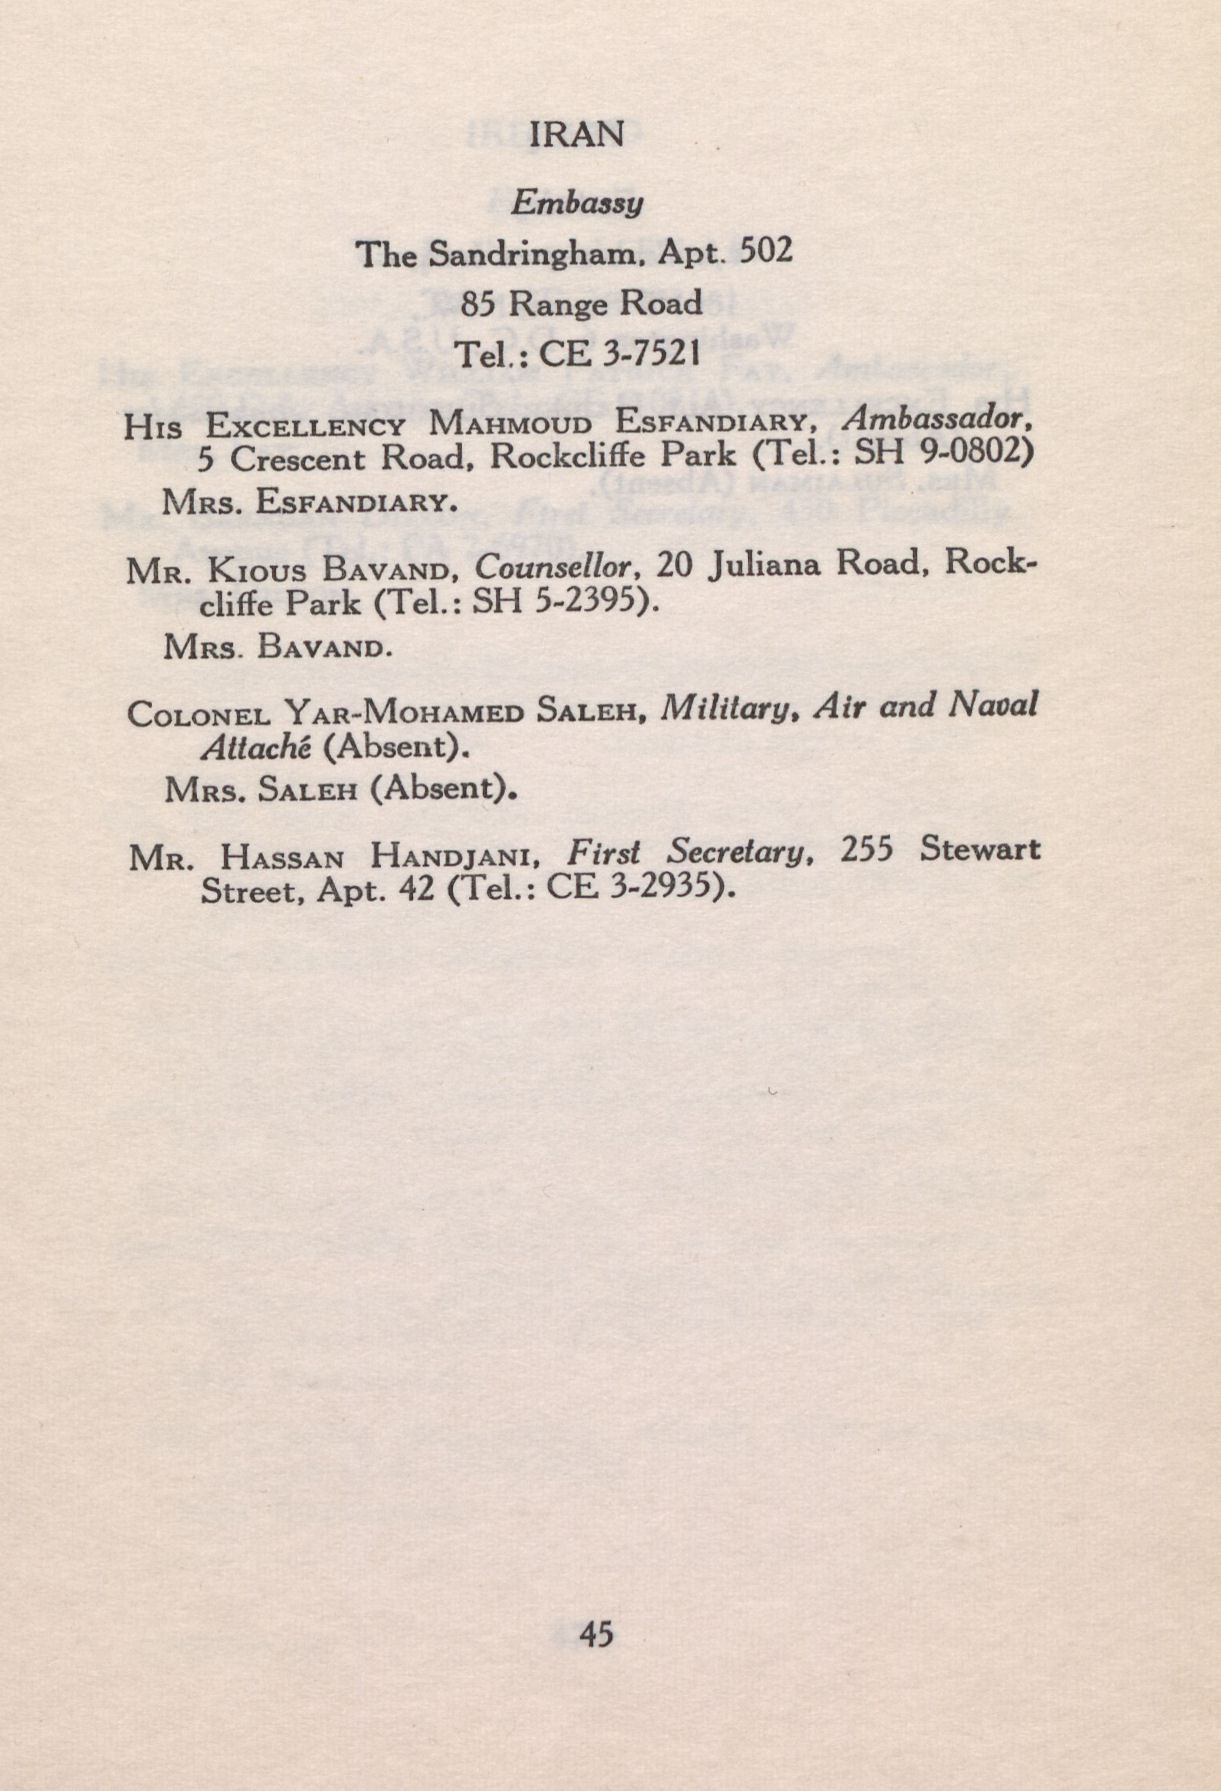 IRAN
Embassy
The Sandringham, Apt. 502
85 Range Road
Tel.: CE 3-7521
HIS EXCELLENCY MAHMOUD ESFANDIARY, Ambassador,
5 Crescent Road, Rockcliffe Park (Tel.: SH 9-0802)
MRS. ESFANDIARY.
MR. KIOUS BAVAND, Counsellor, 20 Juliana Road, Rock-
cliffe Park (Tel.: SH 5-2395).
MRS. BAVAND.
COLONEL YAR-MOHAMED SALEH, Military, Air and Naval
Attaché (Absent).
MRS. SALEH (Absent).
MR. HASSAN HANDJANI, First Secretary, 255 Stewart
Street, Apt. 42 (Tel.: CE 3-2935).
45